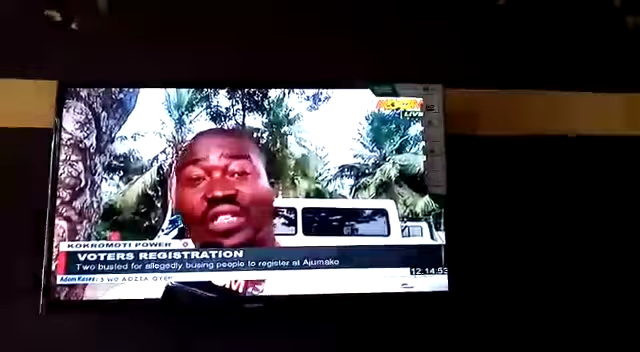 LIVE
KOKROMOTI POWER
VOTERS REGISTRATION
Two busted for allegedly busing people to register at Ajumako
12:14:53